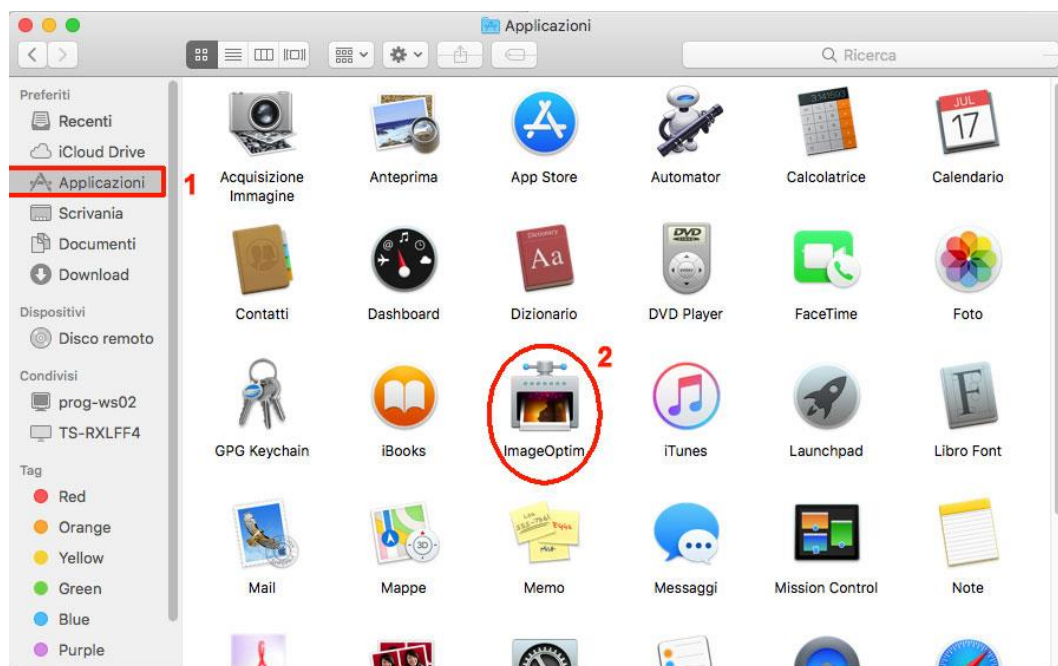 Applicazioni
Ricerca
Preferiti
Recenti
iCloud Drive
Applicazioni
Scrivania
Documenti
Download
Dispositivi
Disco remoto
Condivisi
prog-ws02
TS-RXLFF4
Tag
Red
Orange
Yellow
Green
Blue
Purple
1
Acquisizione
Immagine
Anteprima
App Store
Automator
3141593
Calcolatrice
JUL
17
Calendario
Contatti
Dashboard
Dictionary
Aa
Dizionario
DVD
DVD Player
FaceTime
Foto
GPG Keychain
iBooks
2
ImageOptim
iTunes
Launchpad
F
Libro Font
Mail
3D
Mappe
Memo
Messaggi
Mission Control
Note